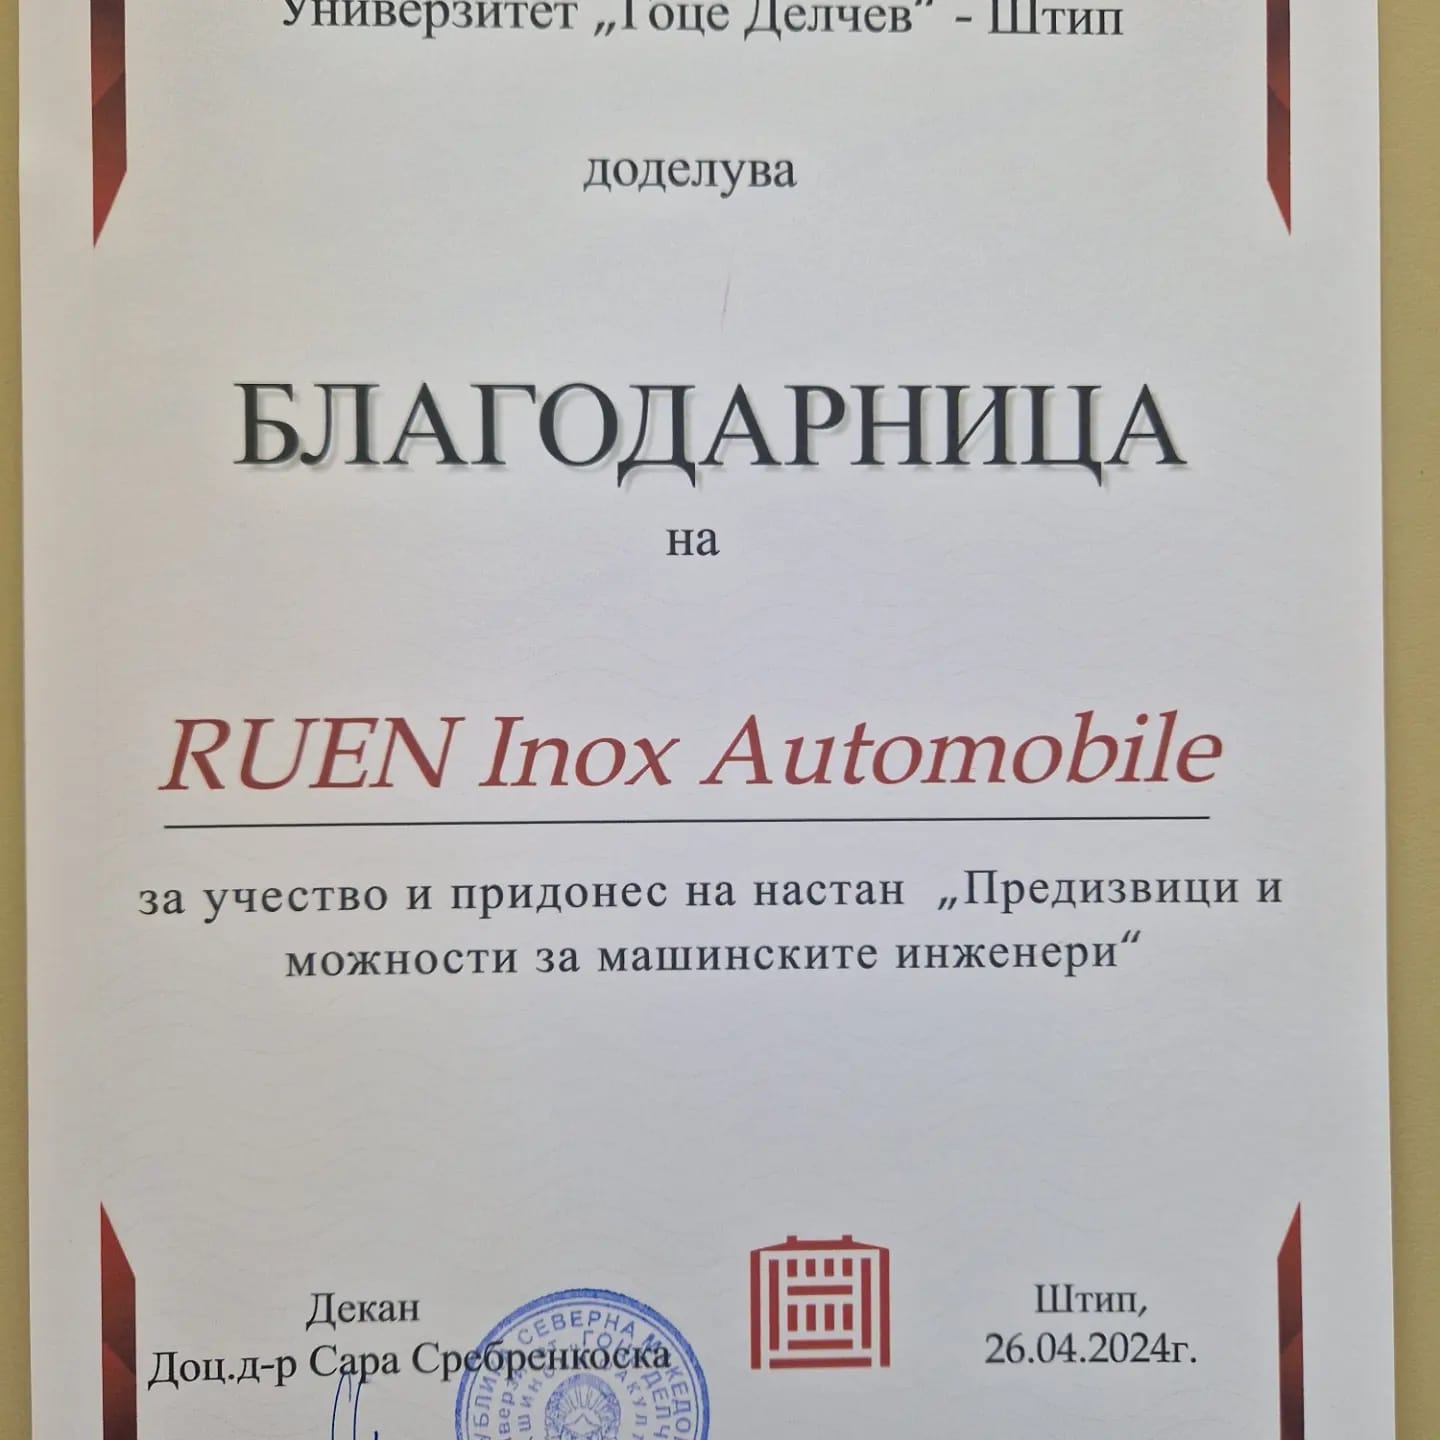 Универзитет „Гоце Делчев“ - Штип
доделува
БЛАГОДАРНИЦА
на
RUEN Inox Automobile
за учество и придонес на настан „Предизвици и
можности за машинските инженери“
Декан
Доц.д-р Сара Сребренкоска
Штип,
26.04.2024г.
СЕВЕРНА